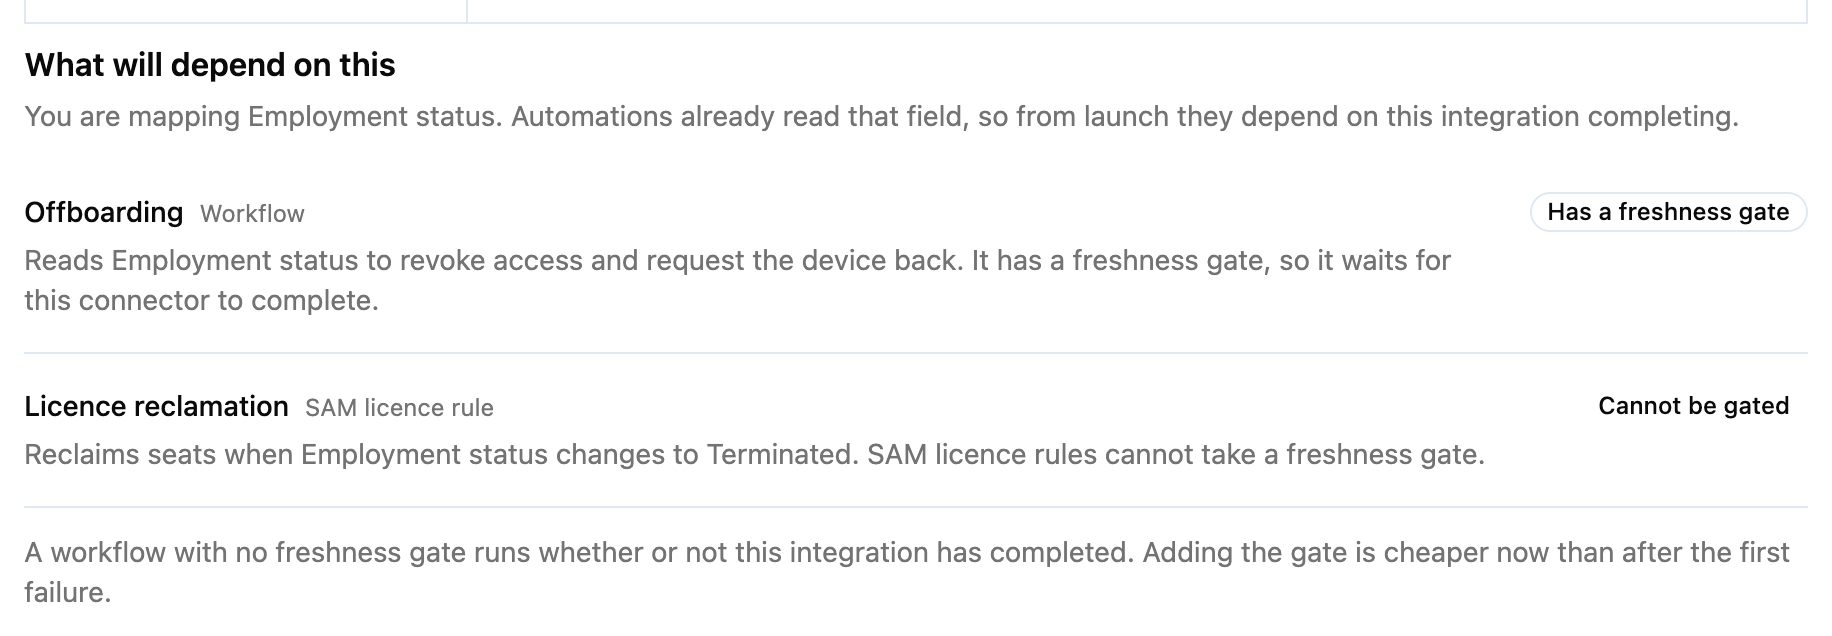 What will depend on this
You are mapping Employment status. Automations already read that field, so from launch they depend on this integration completing.
Offboarding Workflow
Has a freshness gate
Reads Employment status to revoke access and request the device back. It has a freshness gate, so it waits for
this connector to complete.
Licence reclamation SAM licence rule
Cannot be gated
Reclaims seats when Employment status changes to Terminated. SAM licence rules cannot take a freshness gate.
A workflow with no freshness gate runs whether or not this integration has completed. Adding the gate is cheaper now than after the first
failure.